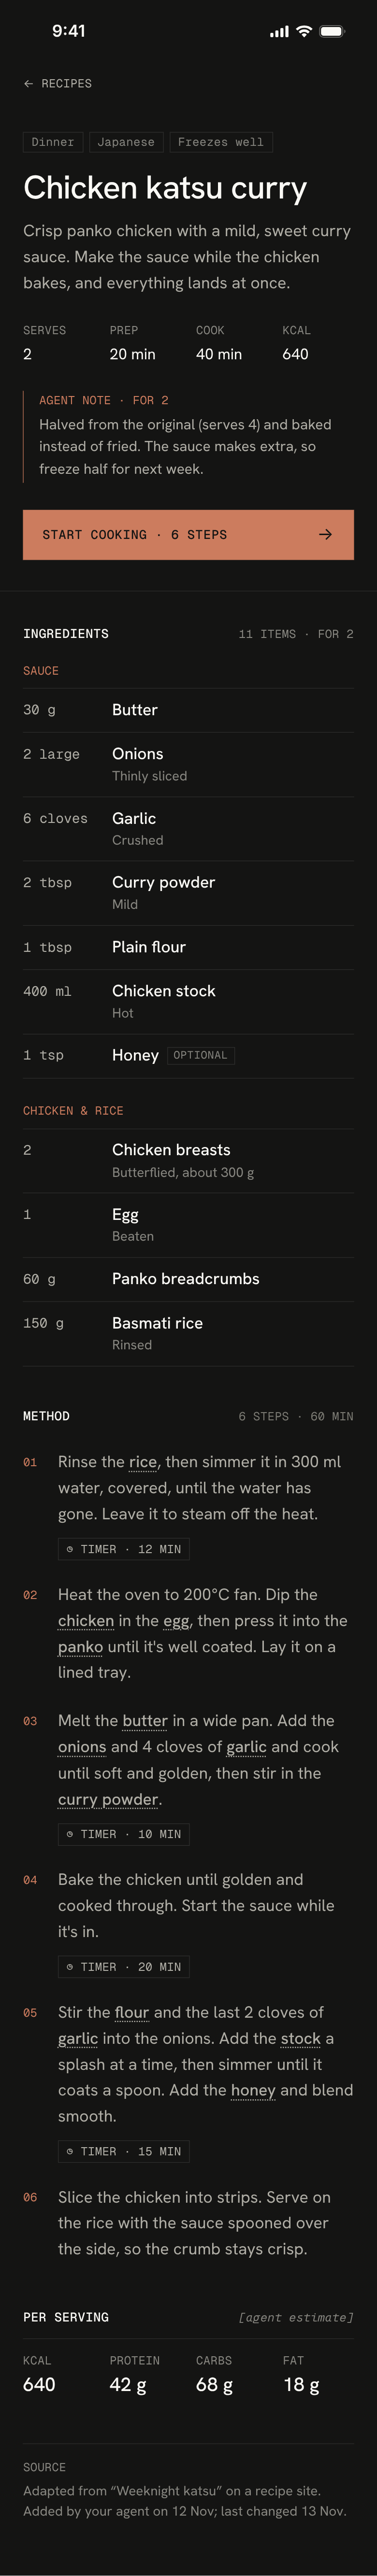 9:41
← RECIPES
Dinner Japanese Freezes well
Chicken katsu curry
Crisp panko chicken with a mild, sweet curry
sauce. Make the sauce while the chicken
bakes, and everything lands at once.
SERVES PREP COOK KCAL
2 20 min 40 min 640
AGENT NOTE · FOR 2
Halved from the original (serves 4) and baked
instead of fried. The sauce makes extra, so
freeze half for next week.
START COOKING · 6 STEPS →
INGREDIENTS 11 ITEMS · FOR 2
SAUCE
30 g Butter
2 large Onions
Thinly sliced
6 cloves Garlic
Crushed
2 tbsp Curry powder
Mild
1 tbsp Plain flour
400 ml Chicken stock
Hot
1 tsp Honey OPTIONAL
CHICKEN & RICE
2 Chicken breasts
Butterflied, about 300 g
1 Egg
Beaten
60 g Panko breadcrumbs
150 g Basmati rice
Rinsed
METHOD 6 STEPS · 60 MIN
01 Rinse the rice, then simmer it in 300 ml
water, covered, until the water has
gone. Leave it to steam off the heat.
TIMER · 12 MIN
02 Heat the oven to 200°C fan. Dip the
chicken in the egg, then press it into the
panko until it's well coated. Lay it on a
lined tray.
03 Melt the butter in a wide pan. Add the
onions and 4 cloves of garlic and cook
until soft and golden, then stir in the
curry powder.
TIMER · 10 MIN
04 Bake the chicken until golden and
cooked through. Start the sauce while
it's in.
TIMER · 20 MIN
05 Stir the flour and the last 2 cloves of
garlic into the onions. Add the stock a
splash at a time, then simmer until it
coats a spoon. Add the honey and blend
smooth.
TIMER · 15 MIN
06 Slice the chicken into strips. Serve on
the rice with the sauce spooned over
the side, so the crumb stays crisp.
PER SERVING [agent estimate]
KCAL PROTEIN CARBS FAT
640 42 g 68 g 18 g
SOURCE
Adapted from “Weeknight katsu” on a recipe site.
Added by your agent on 12 Nov; last changed 13 Nov.